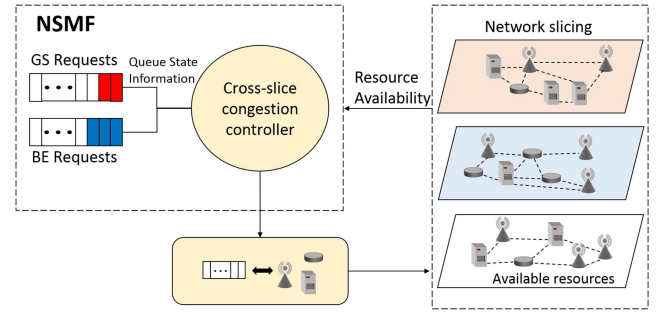 NSMF
GS Requests
Queue State
Information
BE Requests
Cross-slice
congestion
controller
Resource
Availability
Network slicing
Available resources